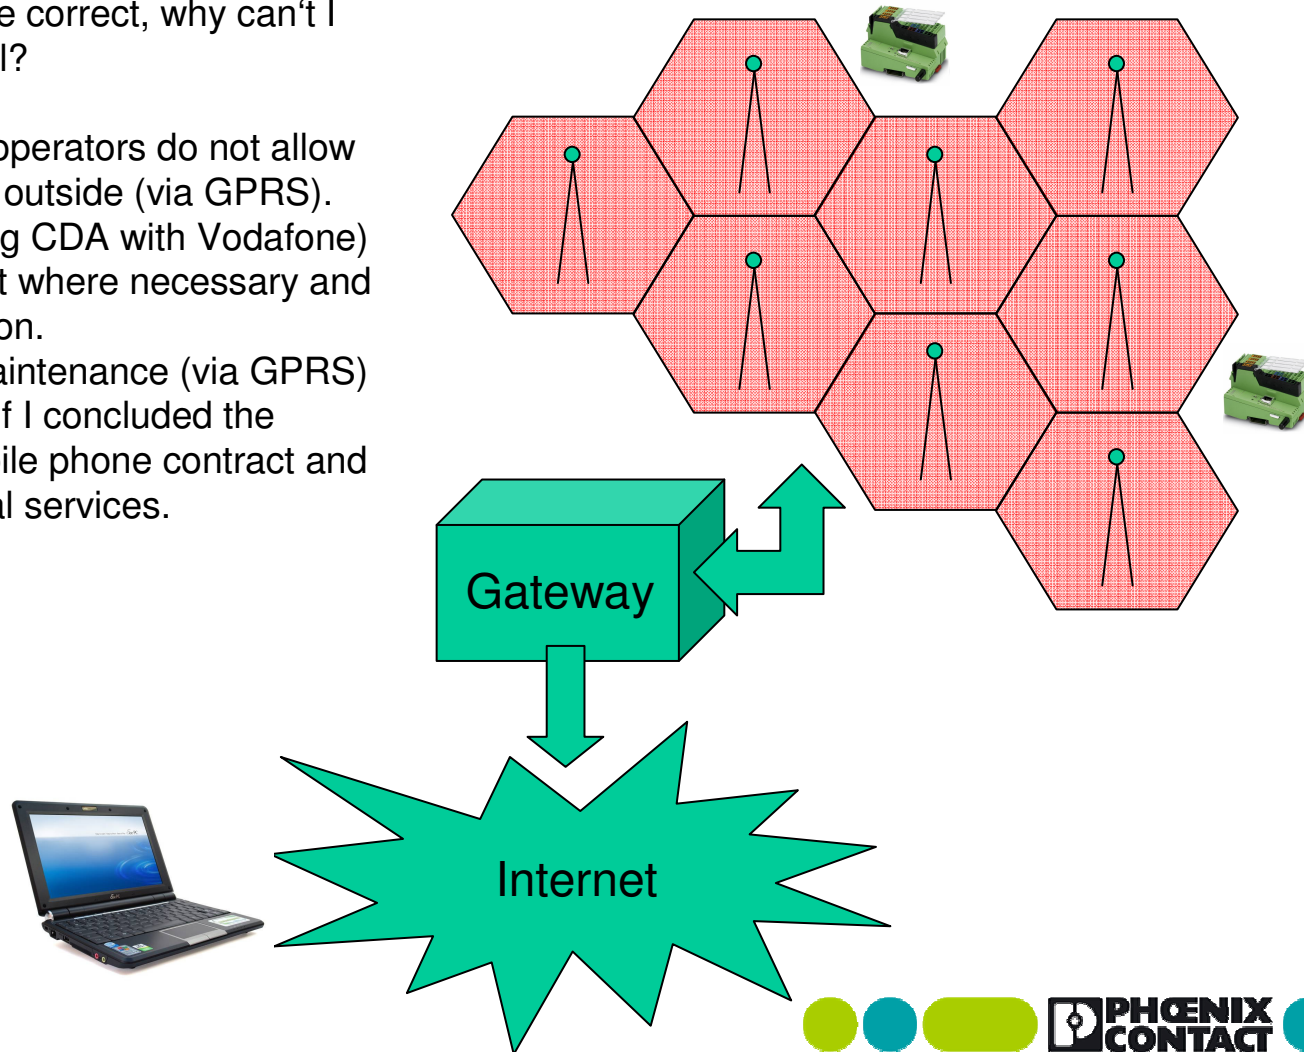 e correct, why can‘t I
l?
operators do not allow
outside (via GPRS).
g CDA with Vodafone)
t where necessary and
on.
aintenance (via GPRS)
f I concluded the
ile phone contract and
al services.
Gateway
Internet
PHŒNIX
CONTACT